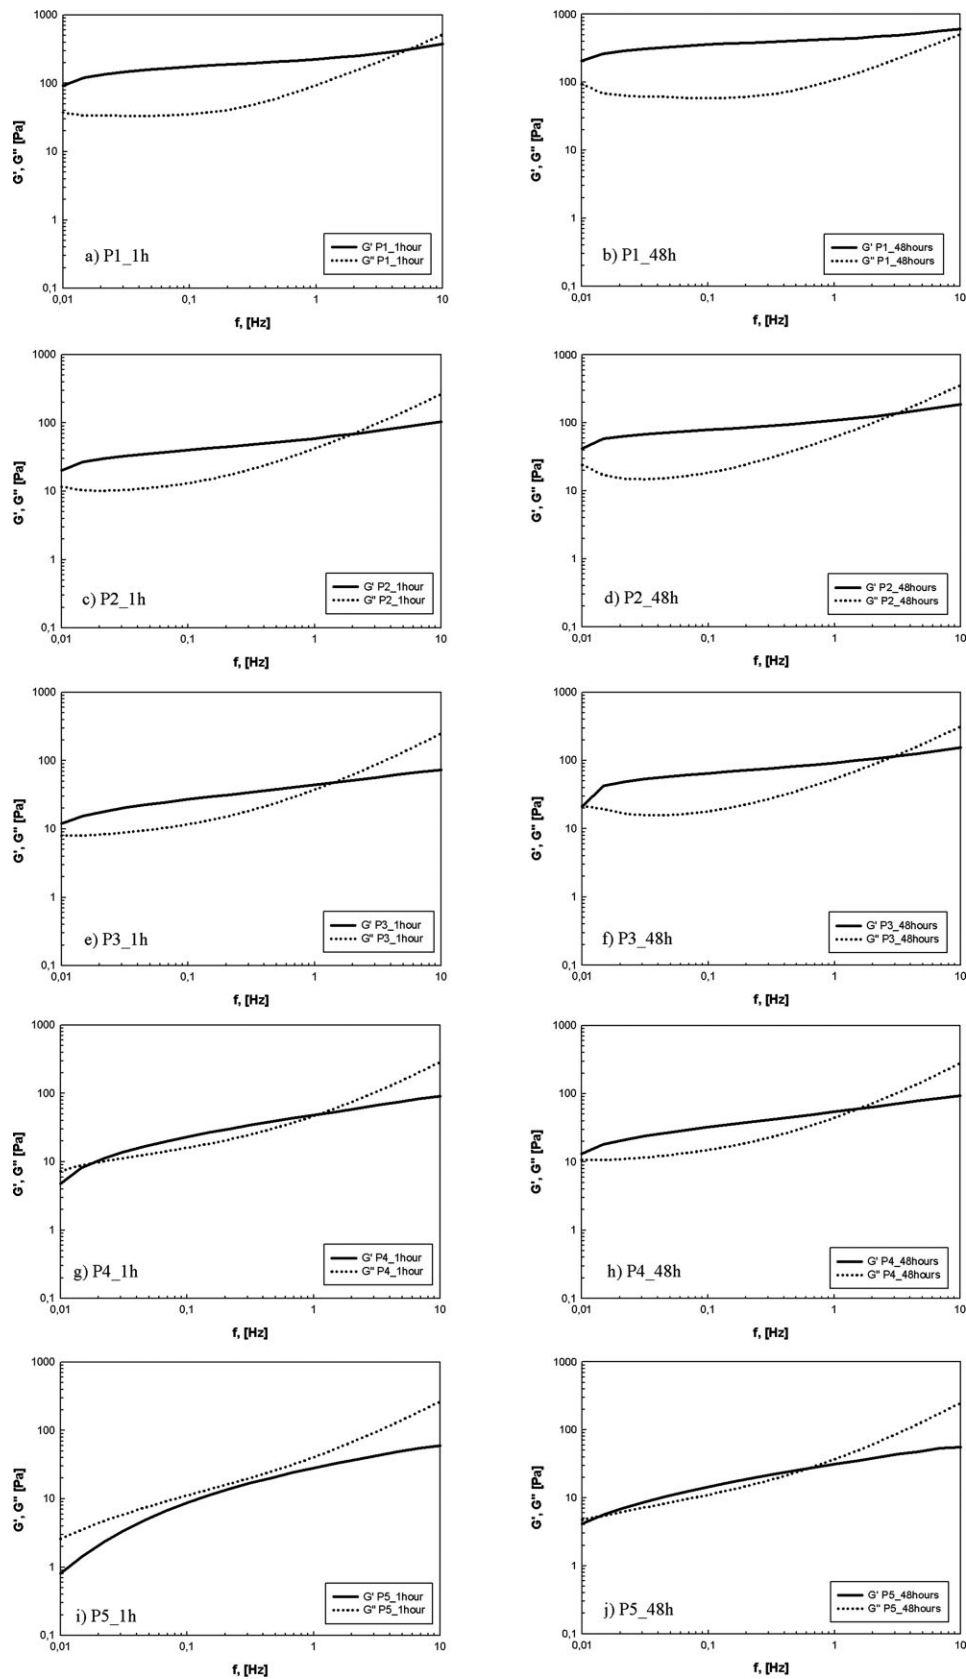 1000
100
10
1
0,1
G', G'' [Pa]
a) P1_1h
G' P1_1hour
G'' P1_1hour
0,01 0,1 1 10
f, [Hz]
1000
100
10
1
0,1
G', G'' [Pa]
b) P1_48h
G' P1_48hours
G'' P1_48hours
0,01 0,1 1 10
f, [Hz]
1000
100
10
1
0,1
G', G'' [Pa]
c) P2_1h
G' P2_1hour
G'' P2_1hour
0,01 0,1 1 10
f, [Hz]
1000
100
10
1
0,1
G', G'' [Pa]
d) P2_48h
G' P2_48hours
G'' P2_48hours
0,01 0,1 1 10
f, [Hz]
1000
100
10
1
0,1
G', G'' [Pa]
e) P3_1h
G' P3_1hour
G'' P3_1hour
0,01 0,1 1 10
f, [Hz]
1000
100
10
1
0,1
G', G'' [Pa]
f) P3_48h
G' P3_48hours
G'' P3_48hours
0,01 0,1 1 10
f, [Hz]
1000
100
10
1
0,1
G', G'' [Pa]
g) P4_1h
G' P4_1hour
G'' P4_1hour
0,01 0,1 1 10
f, [Hz]
1000
100
10
1
0,1
G', G'' [Pa]
h) P4_48h
G' P4_48hours
G'' P4_48hours
0,01 0,1 1 10
f, [Hz]
1000
100
10
1
0,1
G', G'' [Pa]
i) P5_1h
G' P5_1hour
G'' P5_1hour
0,01 0,1 1 10
f, [Hz]
1000
100
10
1
0,1
G', G'' [Pa]
j) P5_48h
G' P5_48hours
G'' P5_48hours
0,01 0,1 1 10
f, [Hz]